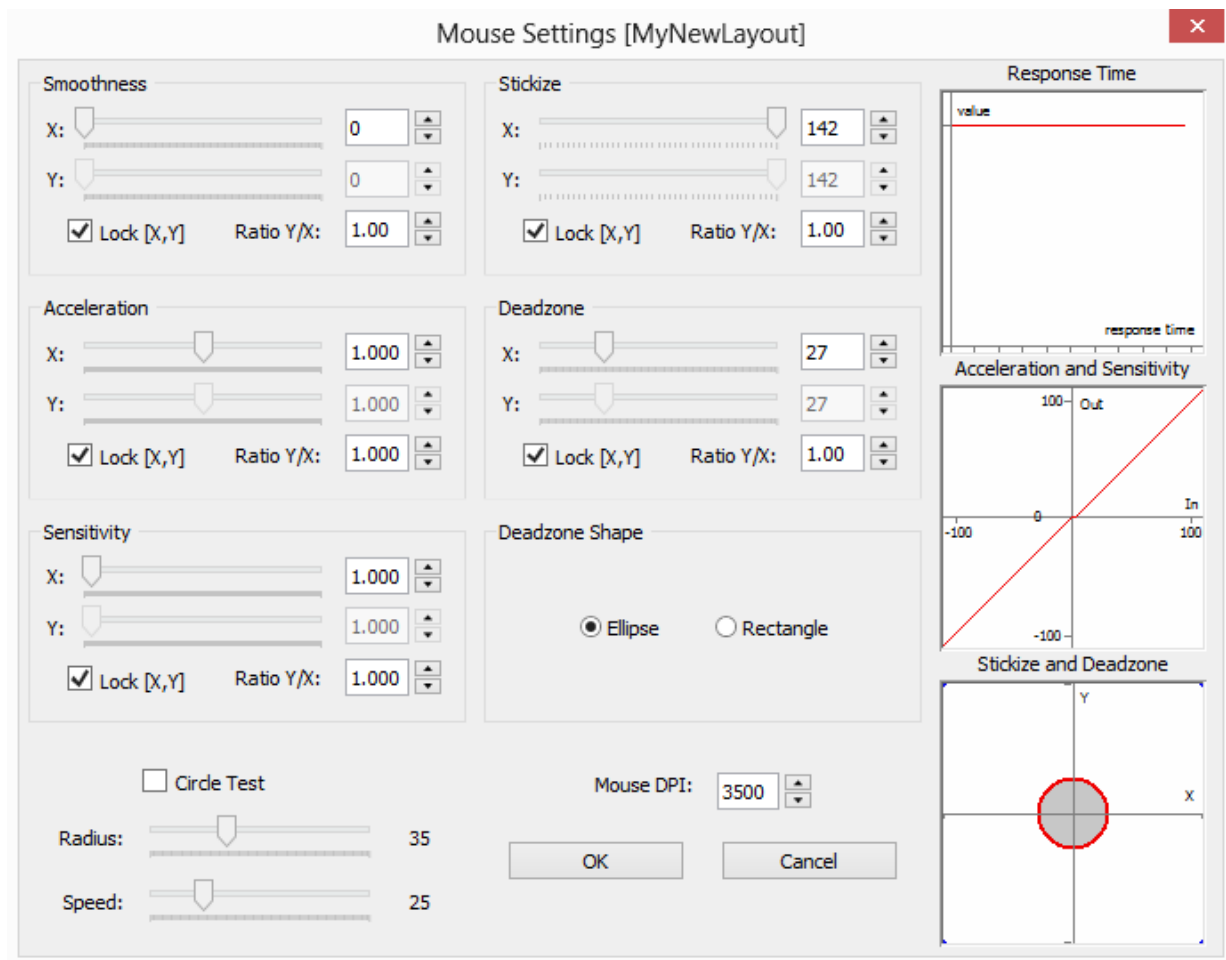 Mouse Settings [MyNewLayout]
Smoothness
X: 0
Y: 0
Lock [X,Y] Ratio Y/X: 1.00
Stickize
X: 142
Y: 142
Lock [X,Y] Ratio Y/X: 1.00
Acceleration
X: 1.000
Y: 1.000
Lock [X,Y] Ratio Y/X: 1.000
Deadzone
X: 27
Y: 27
Lock [X,Y] Ratio Y/X: 1.00
Sensitivity
X: 1.000
Y: 1.000
Lock [X,Y] Ratio Y/X: 1.000
Deadzone Shape
Ellipse Rectangle
Circle Test
Radius: 35
Speed: 25
Mouse DPI: 3500
OK Cancel
Response Time
value
response time
Acceleration and Sensitivity
100 Out
In
0
-100 100
-100
Stickize and Deadzone
Y
X